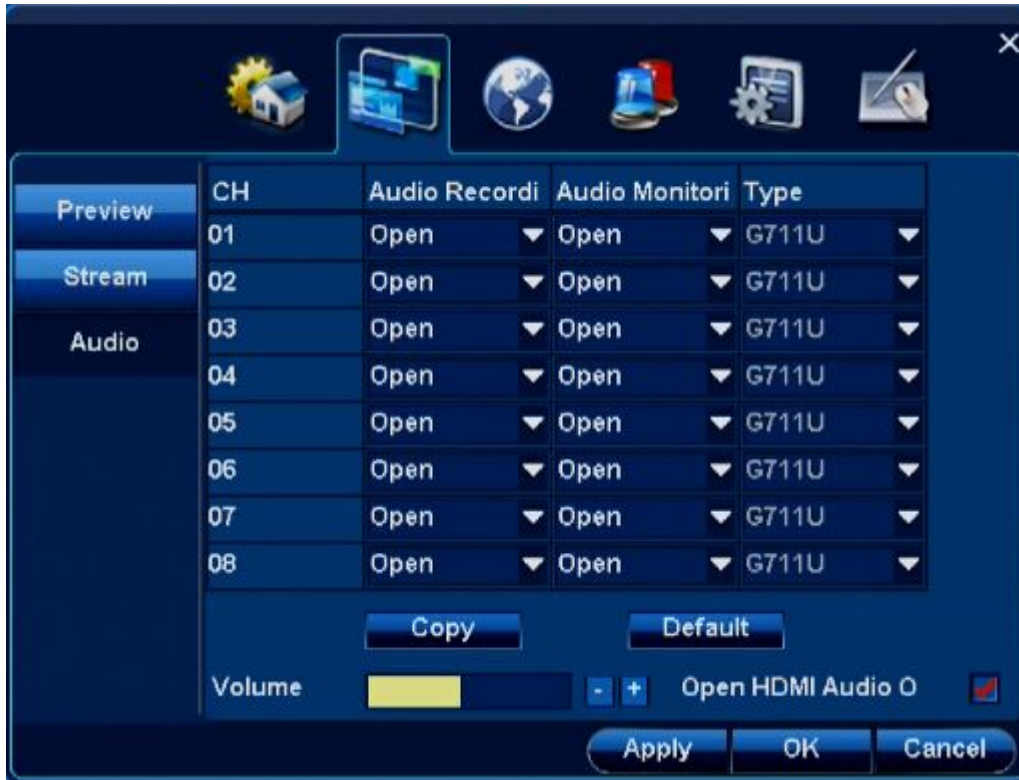 Preview
Stream
Audio
CH Audio Recordi Audio Monitori Type
01 Open Open G711U
02 Open Open G711U
03 Open Open G711U
04 Open Open G711U
05 Open Open G711U
06 Open Open G711U
07 Open Open G711U
08 Open Open G711U
Copy Default
Volume - + Open HDMI Audio O
Apply OK Cancel